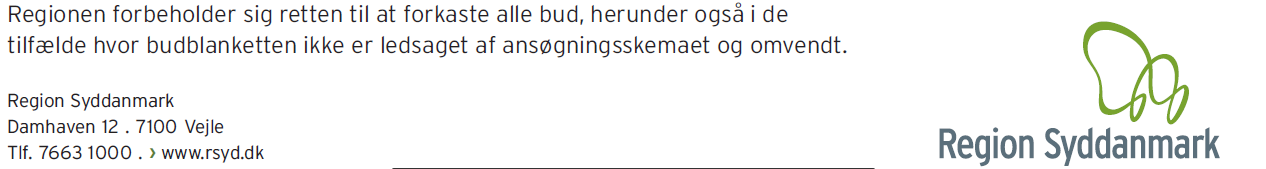 Regionen forbeholder sig retten til at forkaste alle bud, herunder også i de
tilfælde hvor budblanketten ikke er ledsaget af ansøgningsskemaet og omvendt.
Region Syddanmark
Damhaven 12 . 7100 Vejle
Tlf. 7663 1000 . › www.rsyd.dk
Region Syddanmark